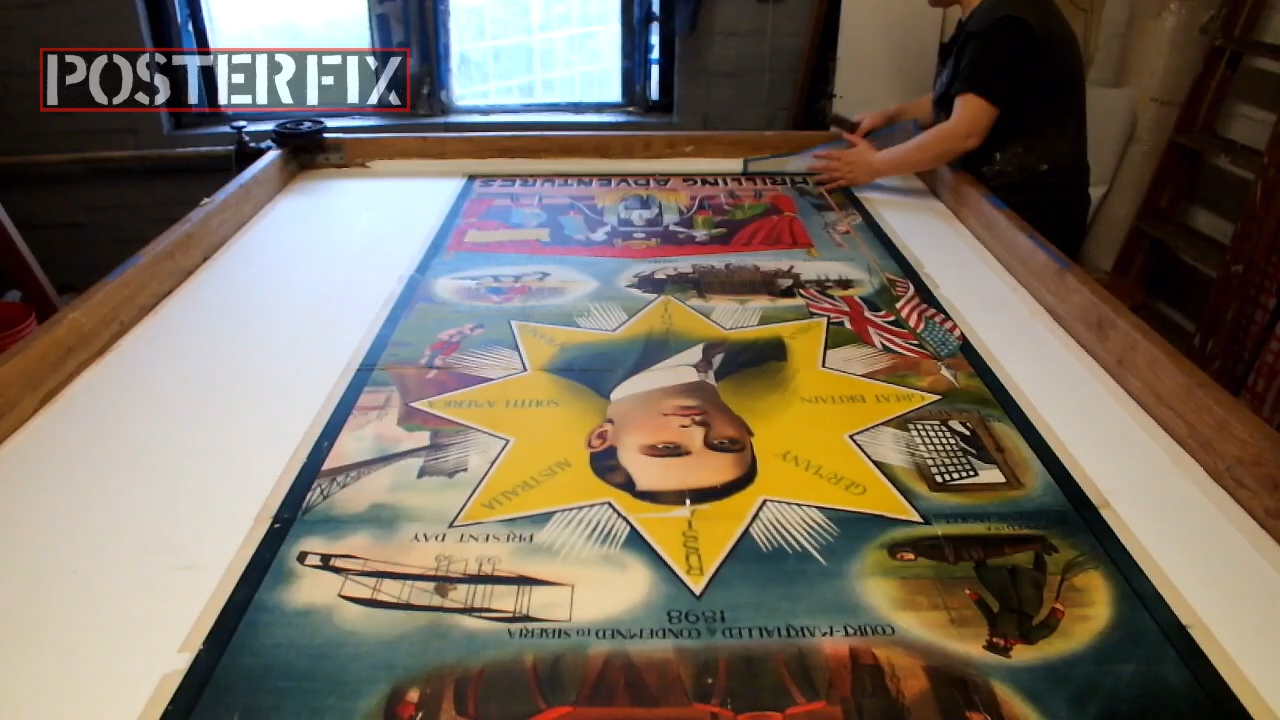 POSTERFIX
THRILLING ADVENTURES
SOUTH AMERICA
GREAT BRITAIN
AUSTRALIA
GERMANY
PRESENT DAY
1898
COURT-MARTIALLED & CONDEMNED TO SIBERIA